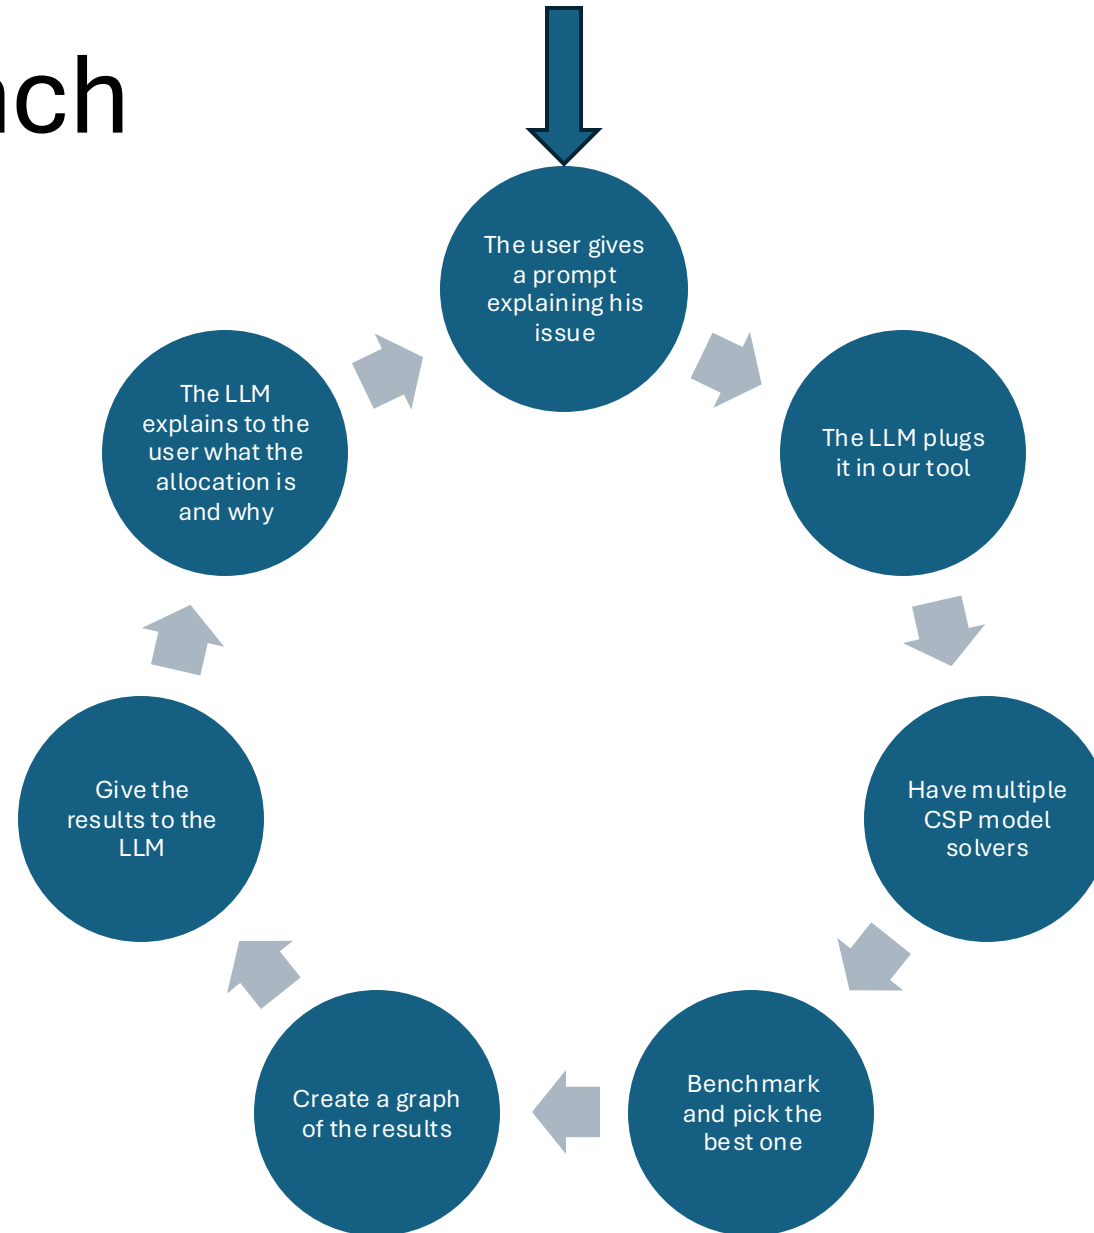 nch
The user gives
a prompt
explaining his
issue
The LLM plugs
it in our tool
Have multiple
CSP model
solvers
Benchmark
and pick the
best one
Create a graph
of the results
Give the
results to the
LLM
The LLM
explains to the
user what the
allocation is
and why